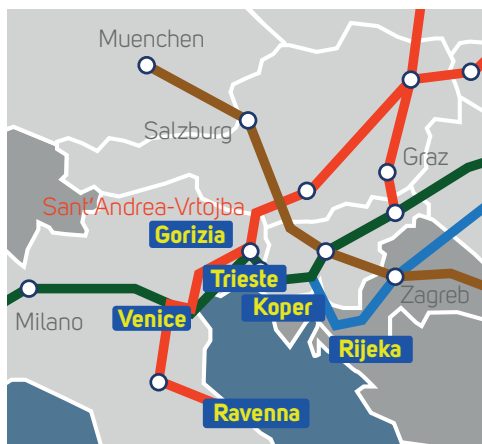 Muenchen
Salzburg
Graz
Sant'Andrea-Vrtojba
Gorizia
Trieste
Koper
Zagreb
Venice
Milano
Rijeka
Ravenna